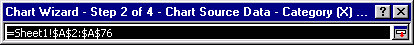 Chart Wizard - Step 2 of 4 - Chart Source Data - Category (X) ...
=Sheet1!$A$2:$A$76